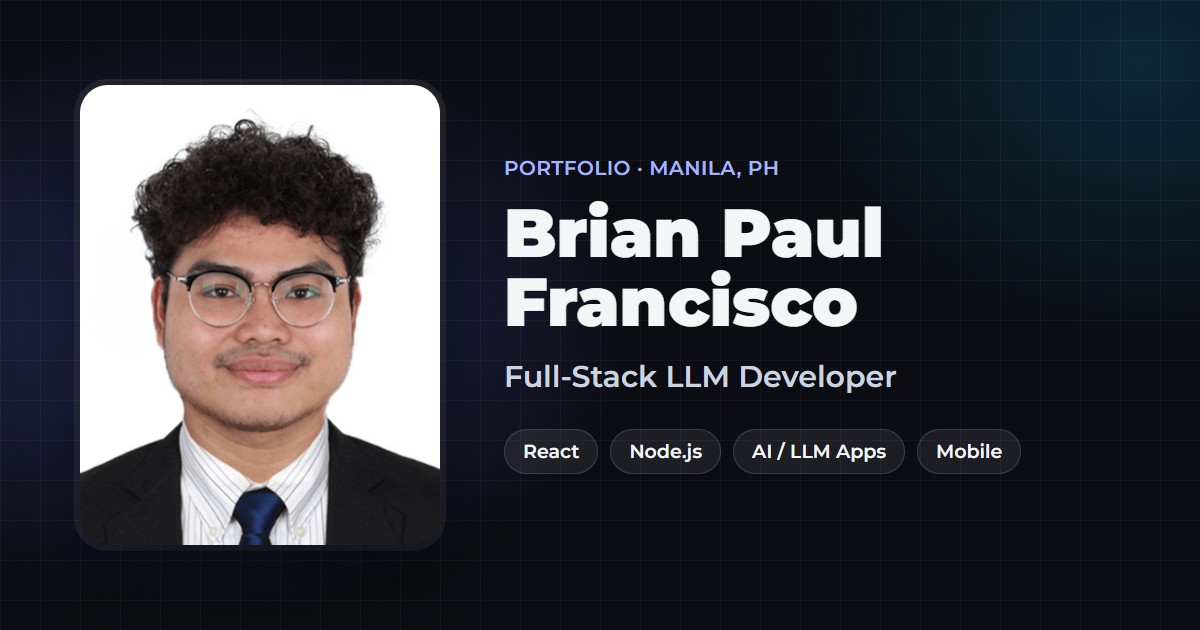 PORTFOLIO · MANILA, PH
Brian Paul
Francisco
Full-Stack LLM Developer
React Node.js AI / LLM Apps Mobile